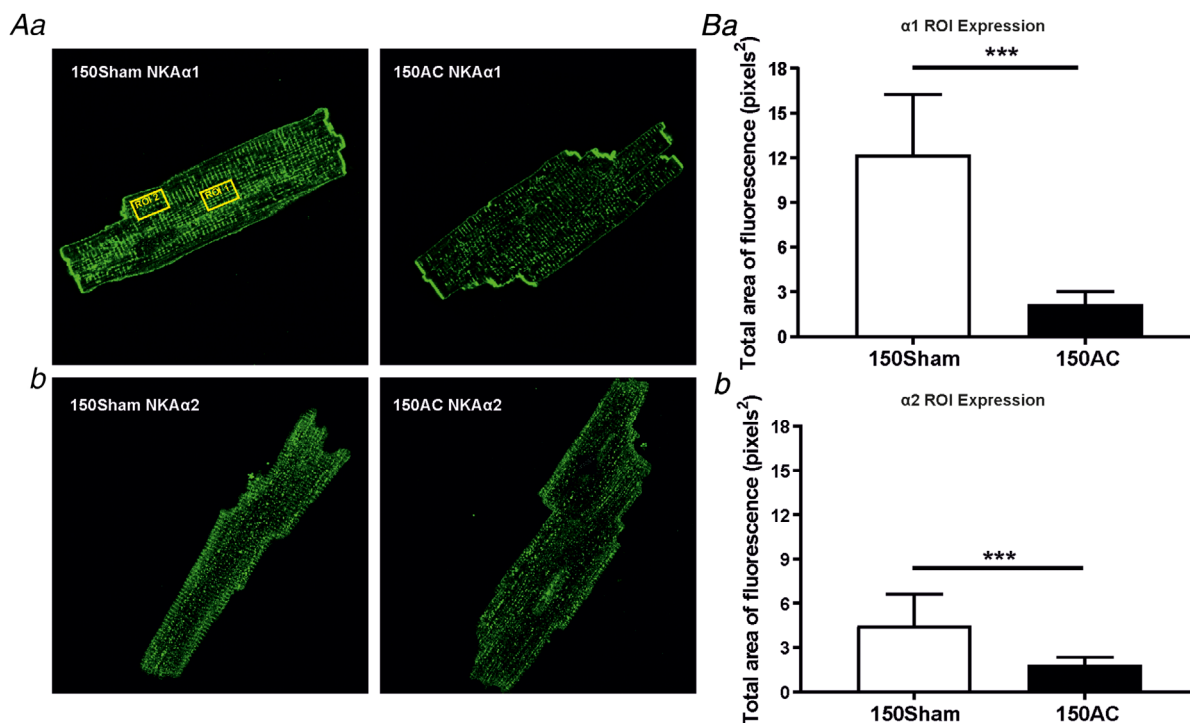 Aa
150Sham NKAα1
ROI 2
ROI 1
150AC NKAα1
b
150Sham NKAα2
150AC NKAα2
Ba
α1 ROI Expression
Total area of fluorescence (pixels²)
18
15
12
9
6
3
0
***
150Sham
150AC
b
α2 ROI Expression
Total area of fluorescence (pixels²)
18
15
12
9
6
3
0
***
150Sham
150AC